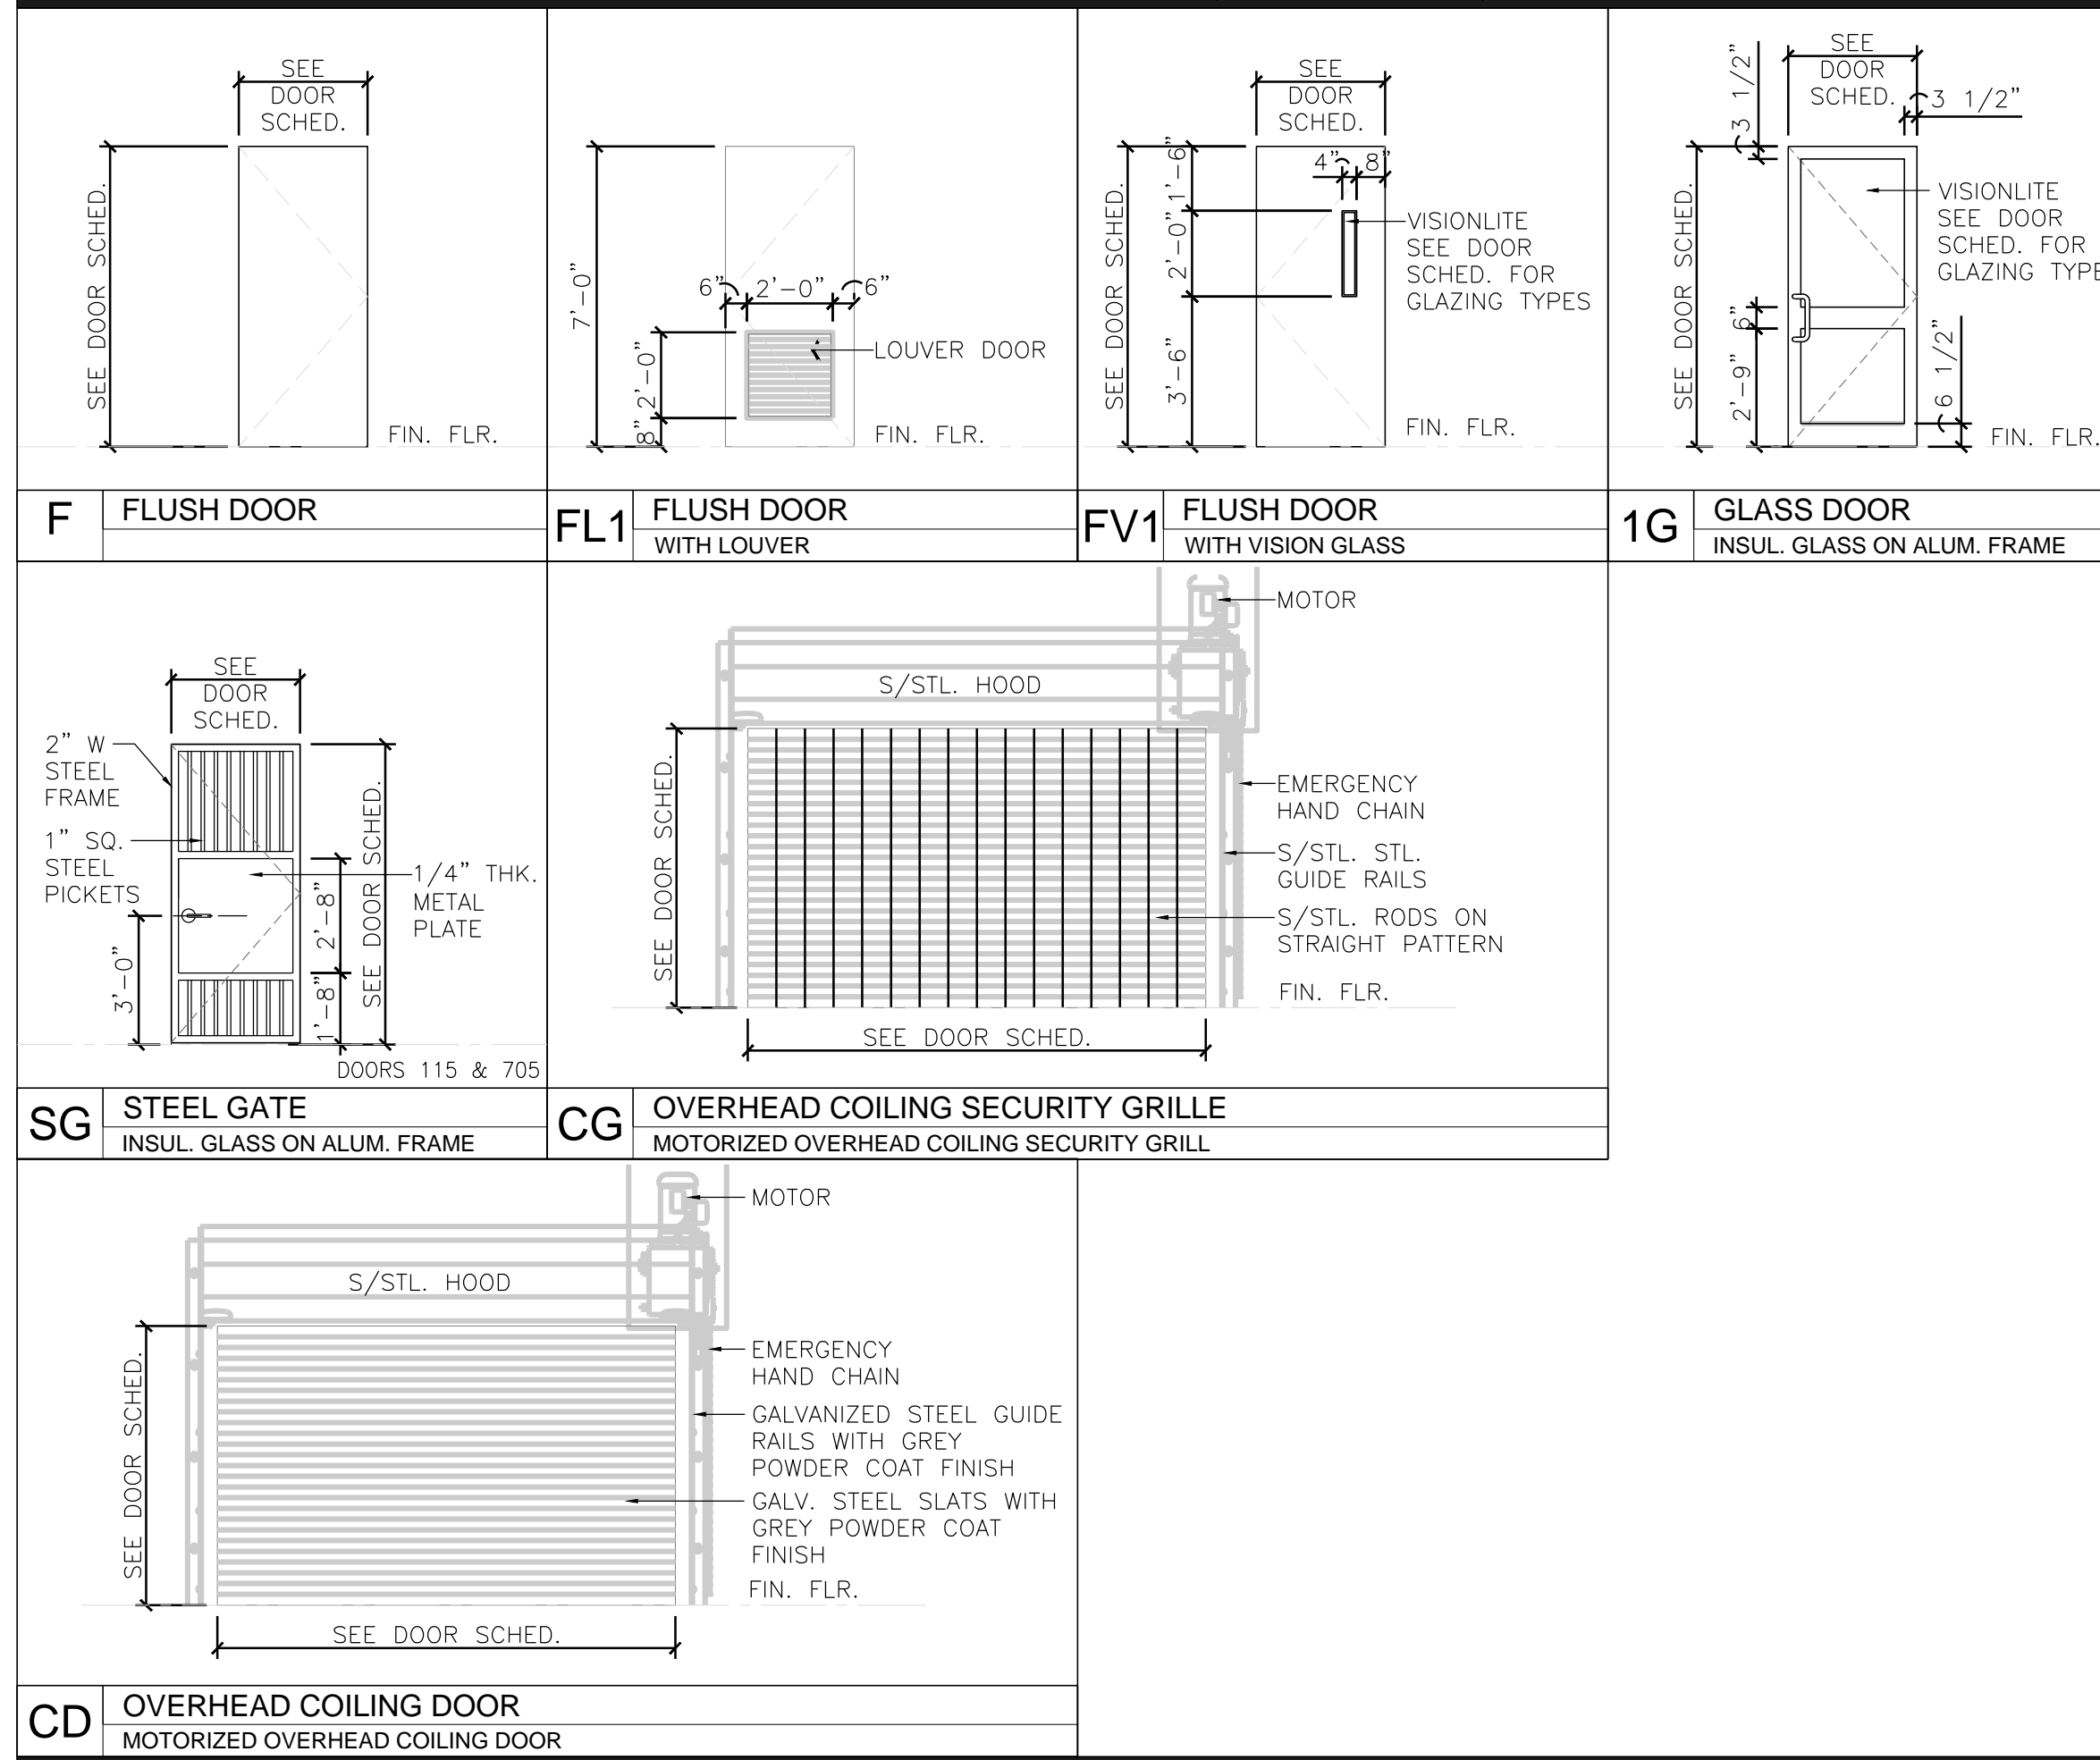 SEE
DOOR
SCHED.
SEE DOOR SCHED.
FIN. FLR.
F
FLUSH DOOR
7'-0"
6"
2'-0"
6"
2'-0"
8"
LOUVER DOOR
FIN. FLR.
FL1
FLUSH DOOR
WITH LOUVER
SEE
DOOR
SCHED.
SEE DOOR SCHED.
1'-6"
2'-0"
3'-6"
4"
8"
VISIONLITE
SEE DOOR
SCHED. FOR
GLAZING TYPES
FIN. FLR.
FV1
FLUSH DOOR
WITH VISION GLASS
SEE
DOOR
SCHED.
3 1/2"
3 1/2"
SEE DOOR SCHED.
6"
2'-9"
6 1/2"
VISIONLITE
SEE DOOR
SCHED. FOR
GLAZING TYPE
FIN. FLR.
1G
GLASS DOOR
INSUL. GLASS ON ALUM. FRAME
SEE
DOOR
SCHED.
2" W
STEEL
FRAME
1" SQ.
STEEL
PICKETS
3'-0"
2'-8"
1'-8"
SEE DOOR SCHED.
1/4" THK.
METAL
PLATE
DOORS 115 & 705
SG
STEEL GATE
INSUL. GLASS ON ALUM. FRAME
MOTOR
S/STL. HOOD
SEE DOOR SCHED.
EMERGENCY
HAND CHAIN
S/STL. STL.
GUIDE RAILS
S/STL. RODS ON
STRAIGHT PATTERN
FIN. FLR.
SEE DOOR SCHED.
CG
OVERHEAD COILING SECURITY GRILLE
MOTORIZED OVERHEAD COILING SECURITY GRILL
MOTOR
S/STL. HOOD
SEE DOOR SCHED.
EMERGENCY
HAND CHAIN
GALVANIZED STEEL GUIDE
RAILS WITH GREY
POWDER COAT FINISH
GALV. STEEL SLATS WITH
GREY POWDER COAT
FINISH
FIN. FLR.
SEE DOOR SCHED.
CD
OVERHEAD COILING DOOR
MOTORIZED OVERHEAD COILING DOOR